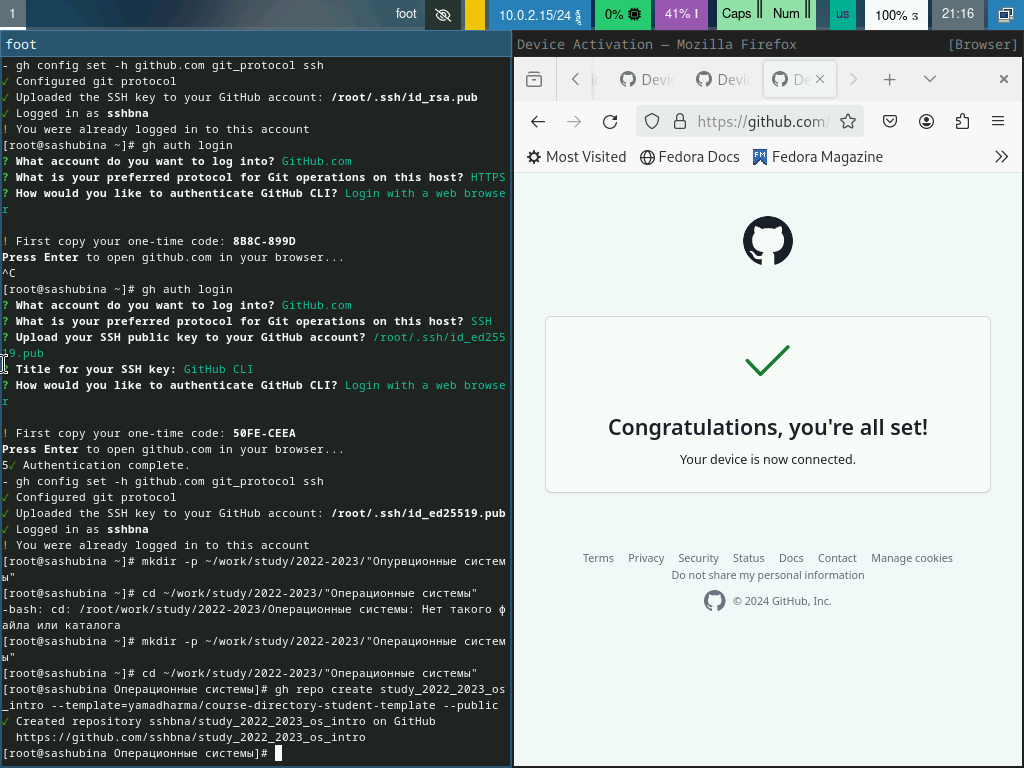 1
foot
10.0.2.15/24
0%
41%
Caps
Num
us
100%
21:16
foot
- gh config set -h github.com git_protocol ssh
✓ Configured git protocol
✓ Uploaded the SSH key to your GitHub account: /root/.ssh/id_rsa.pub
✓ Logged in as sshbna
! You were already logged in to this account
[root@sashubina ~]# gh auth login
? What account do you want to log into? GitHub.com
? What is your preferred protocol for Git operations on this host? HTTPS
? How would you like to authenticate GitHub CLI? Login with a web browse
r
! First copy your one-time code: 8B8C-899D
Press Enter to open github.com in your browser...
^C
[root@sashubina ~]# gh auth login
? What account do you want to log into? GitHub.com
? What is your preferred protocol for Git operations on this host? SSH
? Upload your SSH public key to your GitHub account? /root/.ssh/id_ed255
19.pub
? Title for your SSH key: GitHub CLI
? How would you like to authenticate GitHub CLI? Login with a web browse
r
! First copy your one-time code: 50FE-CEEA
Press Enter to open github.com in your browser...
5✓ Authentication complete.
- gh config set -h github.com git_protocol ssh
✓ Configured git protocol
✓ Uploaded the SSH key to your GitHub account: /root/.ssh/id_ed25519.pub
✓ Logged in as sshbna
! You were already logged in to this account
[root@sashubina ~]# mkdir -p ~/work/study/2022-2023/"Опурвционные систем
ы"
[root@sashubina ~]# cd ~/work/study/2022-2023/"Операционные системы"
-bash: cd: /root/work/study/2022-2023/Операционные системы: Нет такого ф
айла или каталога
[root@sashubina ~]# mkdir -p ~/work/study/2022-2023/"Операционные систем
ы"
[root@sashubina ~]# cd ~/work/study/2022-2023/"Операционные системы"
[root@sashubina Операционные системы]# gh repo create study_2022_2023_os
_intro --template=yamadharma/course-directory-student-template --public
✓ Created repository sshbna/study_2022_2023_os_intro on GitHub
https://github.com/sshbna/study_2022_2023_os_intro
[root@sashubina Операционные системы]#
Device Activation — Mozilla Firefox [Browser]
Devi
Devi
De
https://github.com/
Most Visited
Fedora Docs
Fedora Magazine
Congratulations, you're all set!
Your device is now connected.
Terms Privacy Security Status Docs Contact Manage cookies
Do not share my personal information
© 2024 GitHub, Inc.